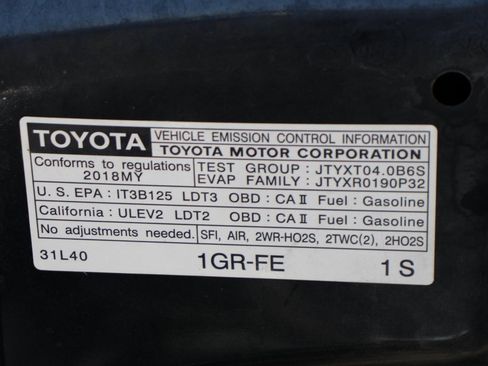 TOYOTA VEHICLE EMISSION CONTROL INFORMATION
TOYOTA MOTOR CORPORATION
Conforms to regulations TEST GROUP : JTYXT04.0B6S
2018MY EVAP FAMILY : JTYXR0190P32
U.S. EPA : IT3B125 LDT3 OBD : CA II Fuel : Gasoline
California : ULEV2 LDT2 OBD : CA II Fuel : Gasoline
No adjustments needed. SFI, AIR, 2WR-HO2S, 2TWC(2), 2HO2S
31L40 1GR-FE 1 S